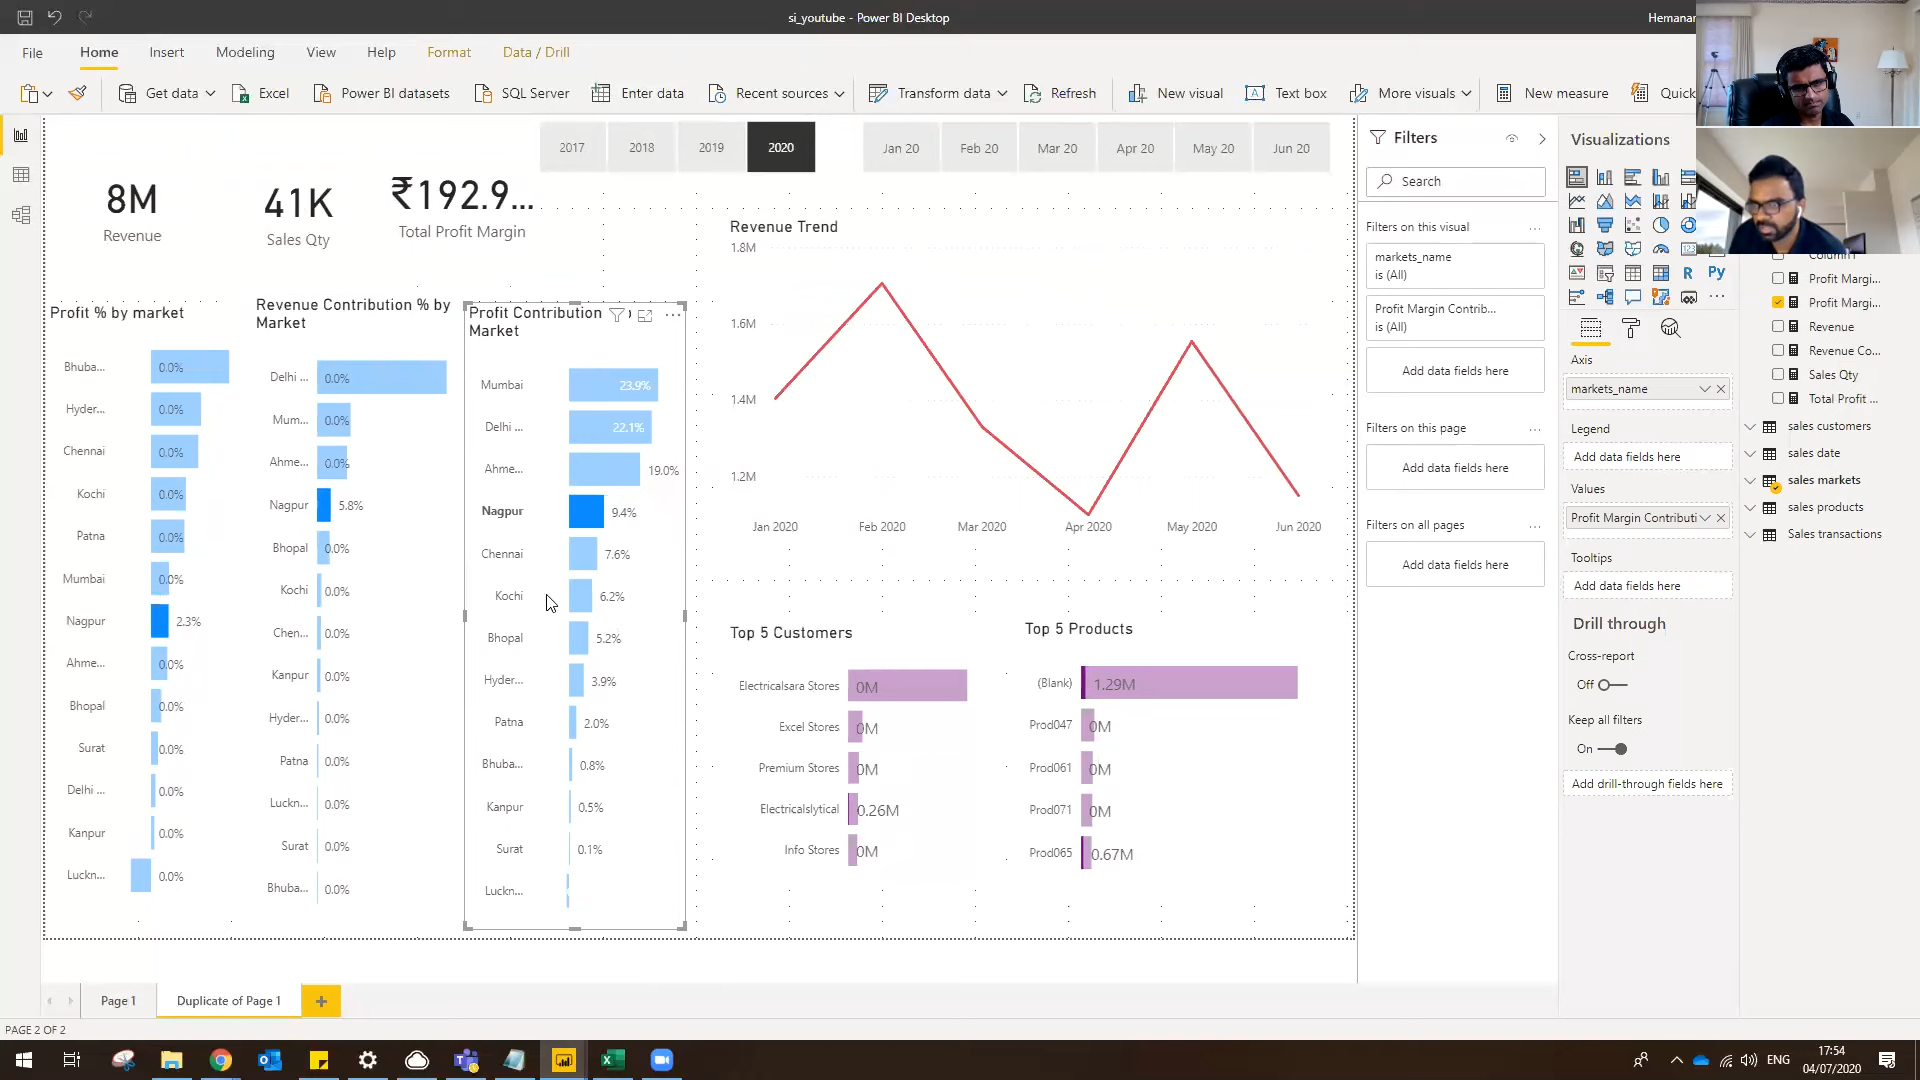 si_youtube - Power BI Desktop
Hemanan
File
Home
Insert
Modeling
View
Help
Format
Data / Drill
Get data
Excel
Power BI datasets
SQL Server
Enter data
Recent sources
Transform data
Refresh
New visual
Text box
More visuals
New measure
Quick
2017
2018
2019
2020
Jan 20
Feb 20
Mar 20
Apr 20
May 20
Jun 20
8M
Revenue
41K
Sales Qty
₹192.9...
Total Profit Margin
Profit % by market
Bhuba... 0.0%
Hyder... 0.0%
Chennai 0.0%
Kochi 0.0%
Patna 0.0%
Mumbai 0.0%
Nagpur 2.3%
Ahme... 0.0%
Bhopal 0.0%
Surat 0.0%
Delhi ... 0.0%
Kanpur 0.0%
Luckn... 0.0%
Revenue Contribution % by
Market
Delhi ... 0.0%
Mum... 0.0%
Ahme... 0.0%
Nagpur 5.8%
Bhopal 0.0%
Kochi 0.0%
Chen... 0.0%
Kanpur 0.0%
Hyder... 0.0%
Patna 0.0%
Luckn... 0.0%
Surat 0.0%
Bhuba... 0.0%
Profit Contribution
Market
Mumbai 23.9%
Delhi ... 22.1%
Ahme... 19.0%
Nagpur 9.4%
Chennai 7.6%
Kochi 6.2%
Bhopal 5.2%
Hyder... 3.9%
Patna 2.0%
Bhuba... 0.8%
Kanpur 0.5%
Surat 0.1%
Luckn...
Revenue Trend
1.8M
1.6M
1.4M
1.2M
Jan 2020
Feb 2020
Mar 2020
Apr 2020
May 2020
Jun 2020
Top 5 Customers
Electricalsara Stores 0M
Excel Stores 0M
Premium Stores 0M
Electricalslytical 0.26M
Info Stores 0M
Top 5 Products
(Blank) 1.29M
Prod047 0M
Prod061 0M
Prod071 0M
Prod065 0.67M
Filters
Search
Filters on this visual
markets_name
is (All)
Profit Margin Contrib...
is (All)
Add data fields here
Filters on this page
Add data fields here
Filters on all pages
Add data fields here
Visualizations
R
Py
Axis
markets_name
Legend
Add data fields here
Values
Profit Margin Contributi
Tooltips
Add data fields here
Drill through
Cross-report
Off
Keep all filters
On
Add drill-through fields here
Profit Margi...
Profit Margi...
Revenue
Revenue Co...
Sales Qty
Total Profit ...
sales customers
sales date
sales markets
sales products
Sales transactions
Page 1
Duplicate of Page 1
PAGE 2 OF 2
ENG
17:54
04/07/2020